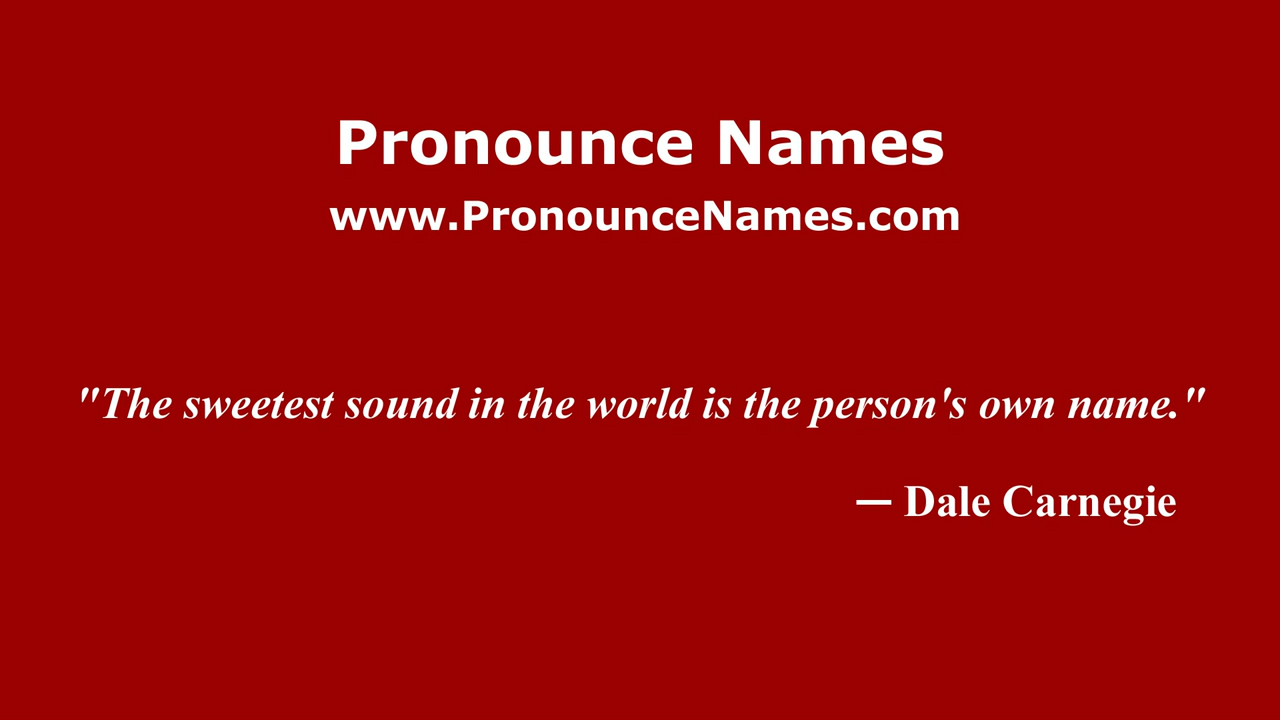 Pronounce Names
www.PronounceNames.com
"The sweetest sound in the world is the person's own name."
— Dale Carnegie